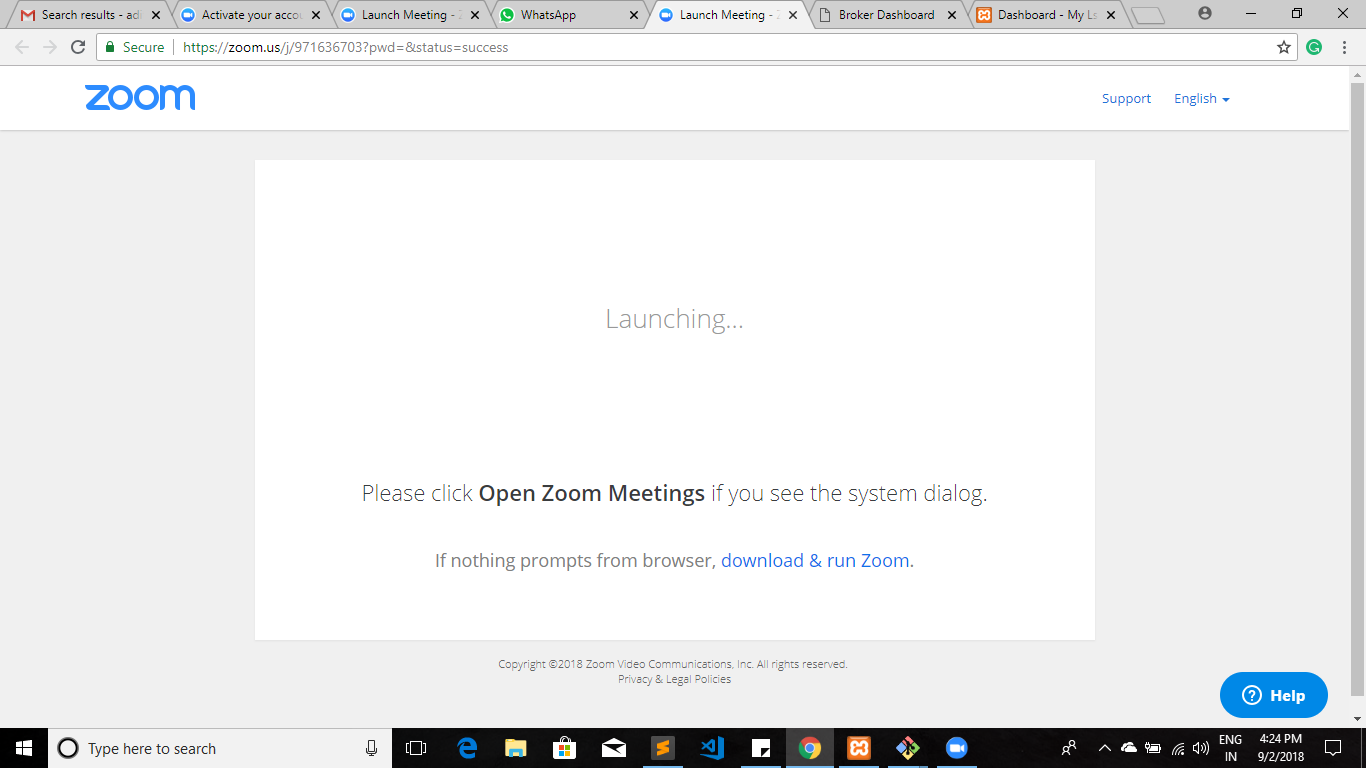 Search results - adi
Activate your accou
Launch Meeting - Z
WhatsApp
Launch Meeting - Z
Broker Dashboard
Dashboard - My Ls
Secure
https://zoom.us/j/971636703?pwd=&status=success
zoom
Support
English
Launching...
Please click Open Zoom Meetings if you see the system dialog.
If nothing prompts from browser, download & run Zoom.
Copyright ©2018 Zoom Video Communications, Inc. All rights reserved.
Privacy & Legal Policies
Help
Type here to search
ENG
IN
4:24 PM
9/2/2018